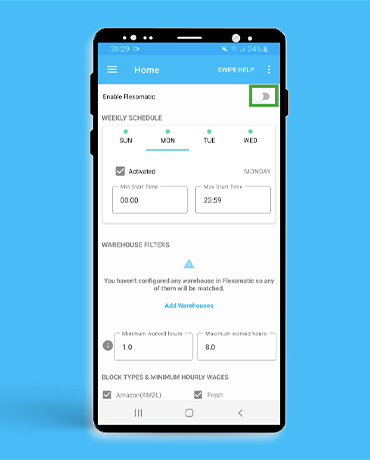 20:29 34%
Home SWIPE HELP
Enable Flexomatic
WEEKLY SCHEDULE
SUN MON TUE WED
Activated MONDAY
Min Start Time Max Start Time
00:00 23:59
WAREHOUSE FILTERS
You haven't configured any warehouse in Flexomatic so any
of them will be matched.
Add Warehouses
Minimum worked hours Maximum worked hours
1.0 8.0
BLOCK TYPES & MINIMUM HOURLY WAGES
Amazon(AMZL) Fresh